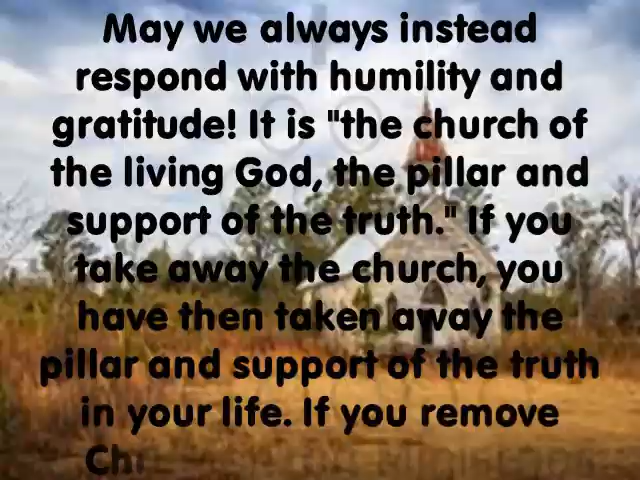 May we always instead
respond with humility and
gratitude! It is "the church of
the living God, the pillar and
support of the truth." If you
take away the church, you
have then taken away the
pillar and support of the truth
in your life. If you remove